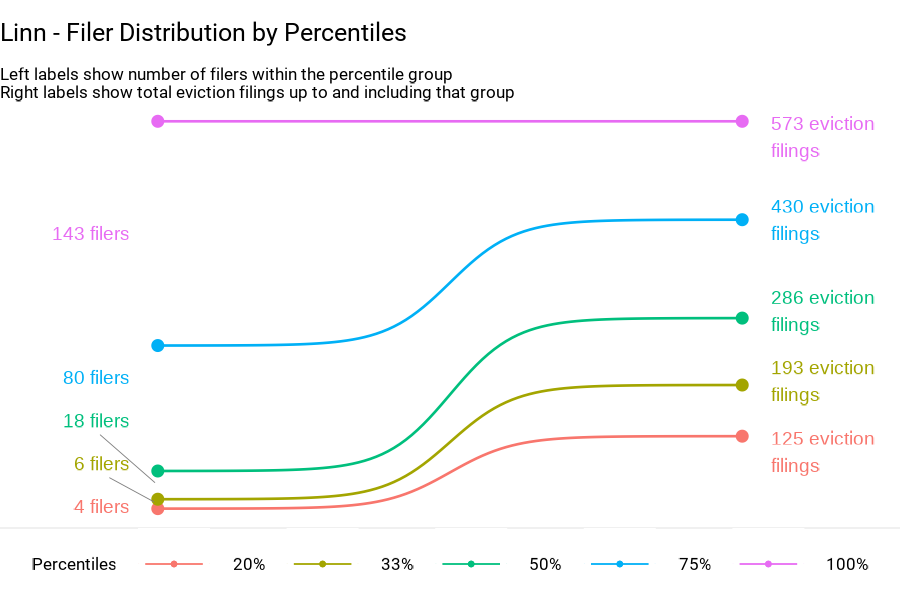 Linn - Filer Distribution by Percentiles
Left labels show number of filers within the percentile group
Right labels show total eviction filings up to and including that group
573 eviction
filings
430 eviction
filings
143 filers
286 eviction
filings
193 eviction
filings
80 filers
18 filers
125 eviction
filings
6 filers
4 filers
Percentiles 20% 33% 50% 75% 100%